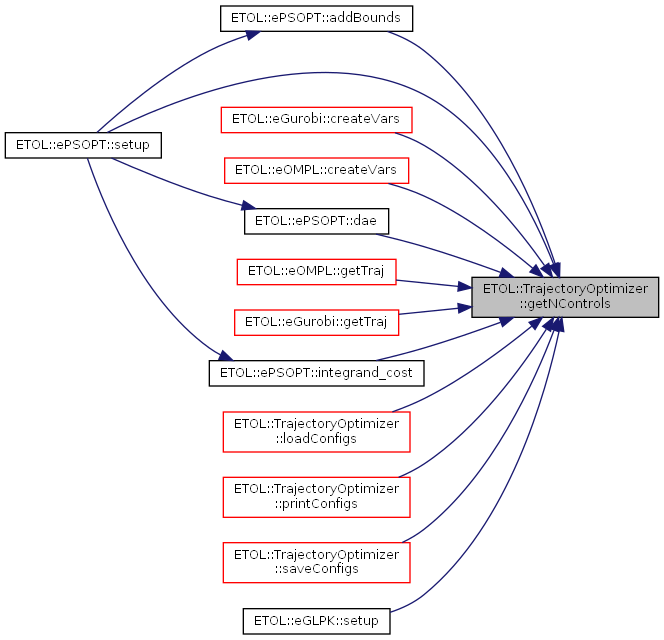 ETOL::ePSOPT::addBounds
ETOL::ePSOPT::setup
ETOL::eGurobi::createVars
ETOL::eOMPL::createVars
ETOL::ePSOPT::dae
ETOL::eOMPL::getTraj
ETOL::TrajectoryOptimizer
::getNControls
ETOL::eGurobi::getTraj
ETOL::ePSOPT::integrand_cost
ETOL::TrajectoryOptimizer
::loadConfigs
ETOL::TrajectoryOptimizer
::printConfigs
ETOL::TrajectoryOptimizer
::saveConfigs
ETOL::eGLPK::setup